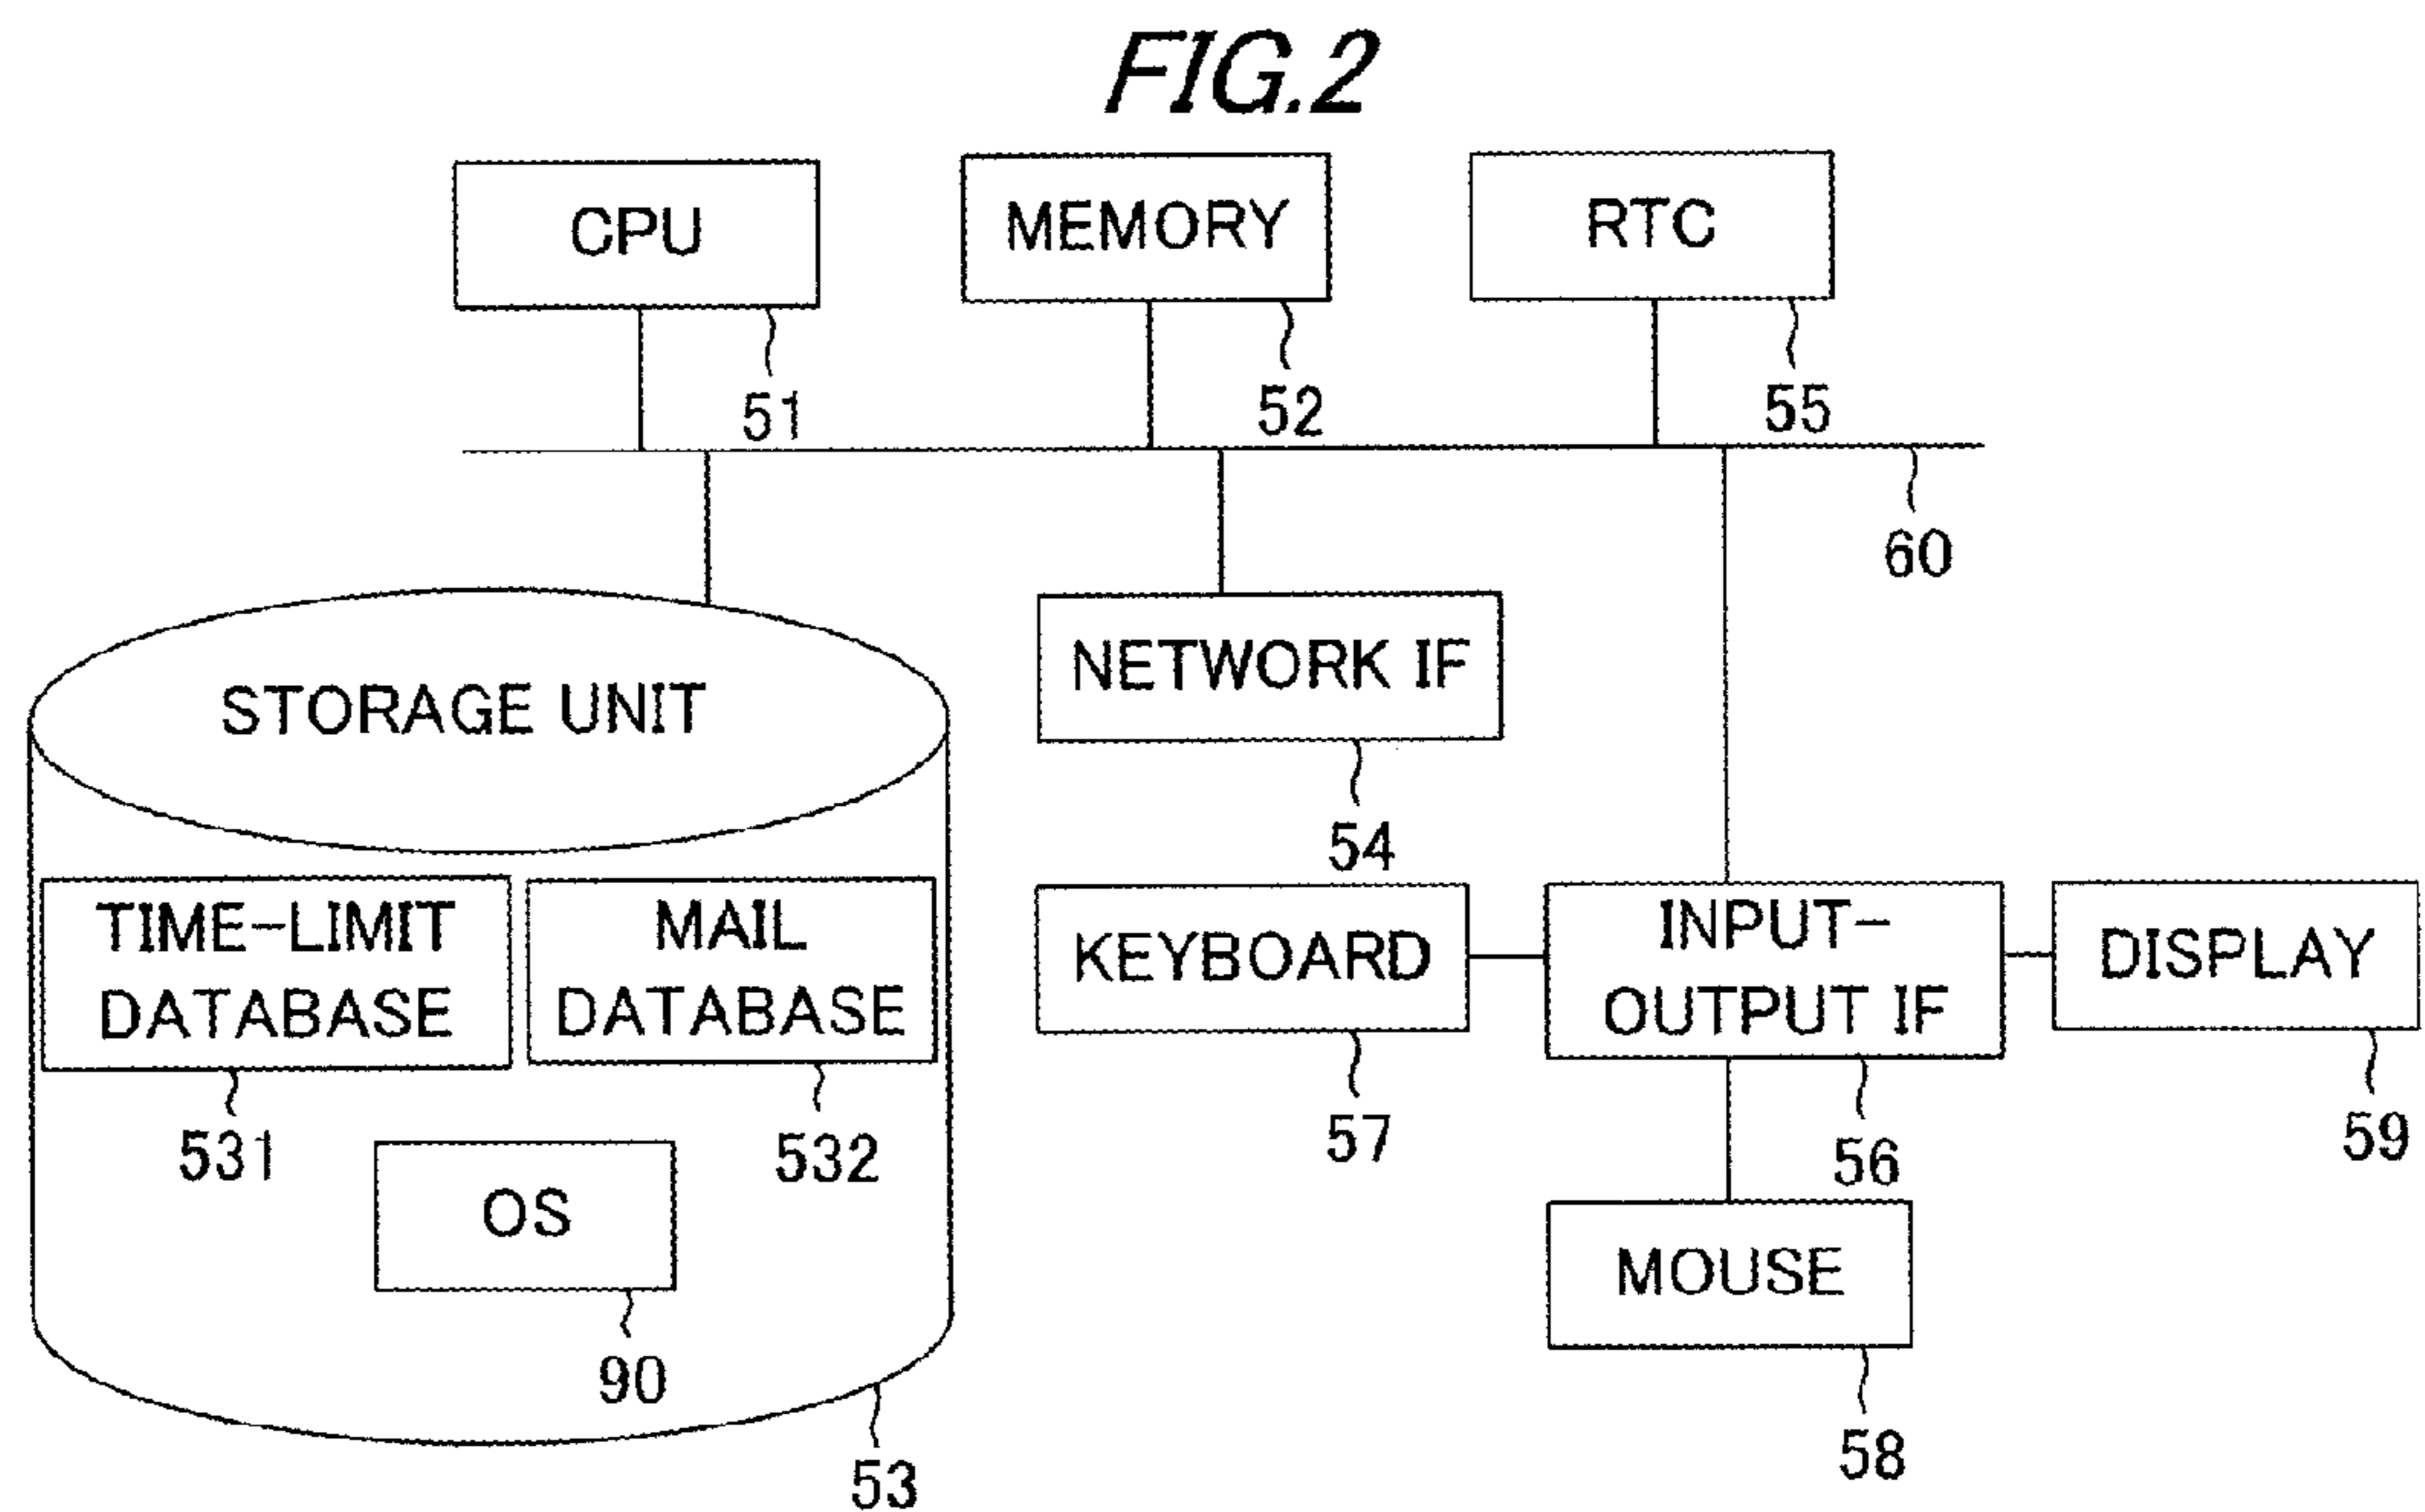 FIG.2
CPU
MEMORY
RTC
51
52
55
60
STORAGE UNIT
NETWORK IF
54
TIME-LIMIT
DATABASE
MAIL
DATABASE
KEYBOARD
INPUT-
OUTPUT IF
DISPLAY
531
532
57
56
59
OS
MOUSE
90
58
53